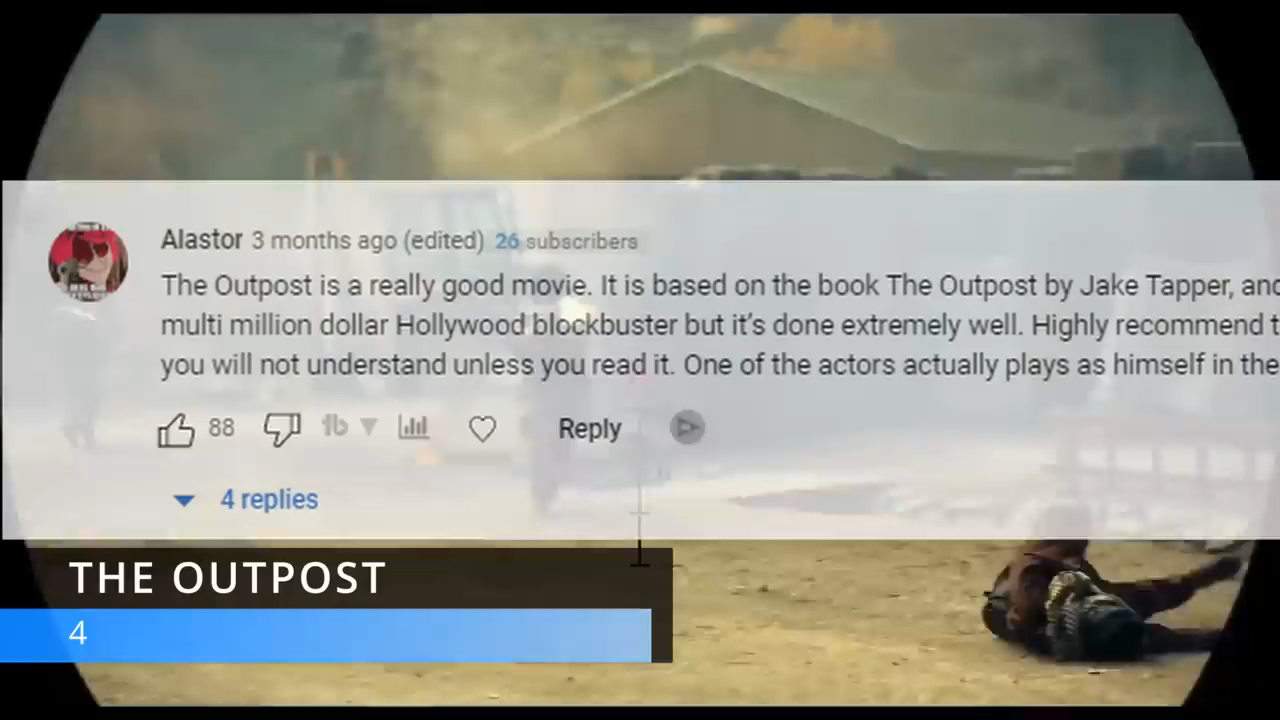 Alastor 3 months ago (edited) 26 subscribers
The Outpost is a really good movie. It is based on the book The Outpost by Jake Tapper, and
multi million dollar Hollywood blockbuster but it’s done extremely well. Highly recommend t
you will not understand unless you read it. One of the actors actually plays as himself in the
88
Reply
4 replies
THE OUTPOST
4